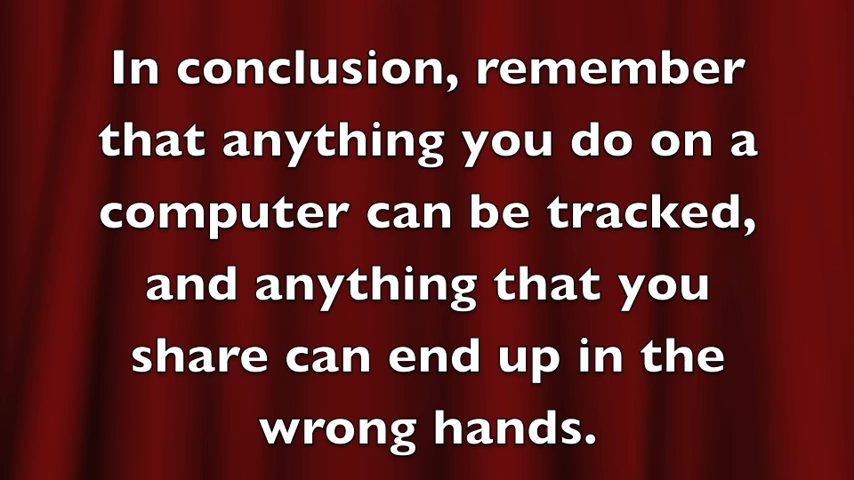 In conclusion, remember
that anything you do on a
computer can be tracked,
and anything that you
share can end up in the
wrong hands.